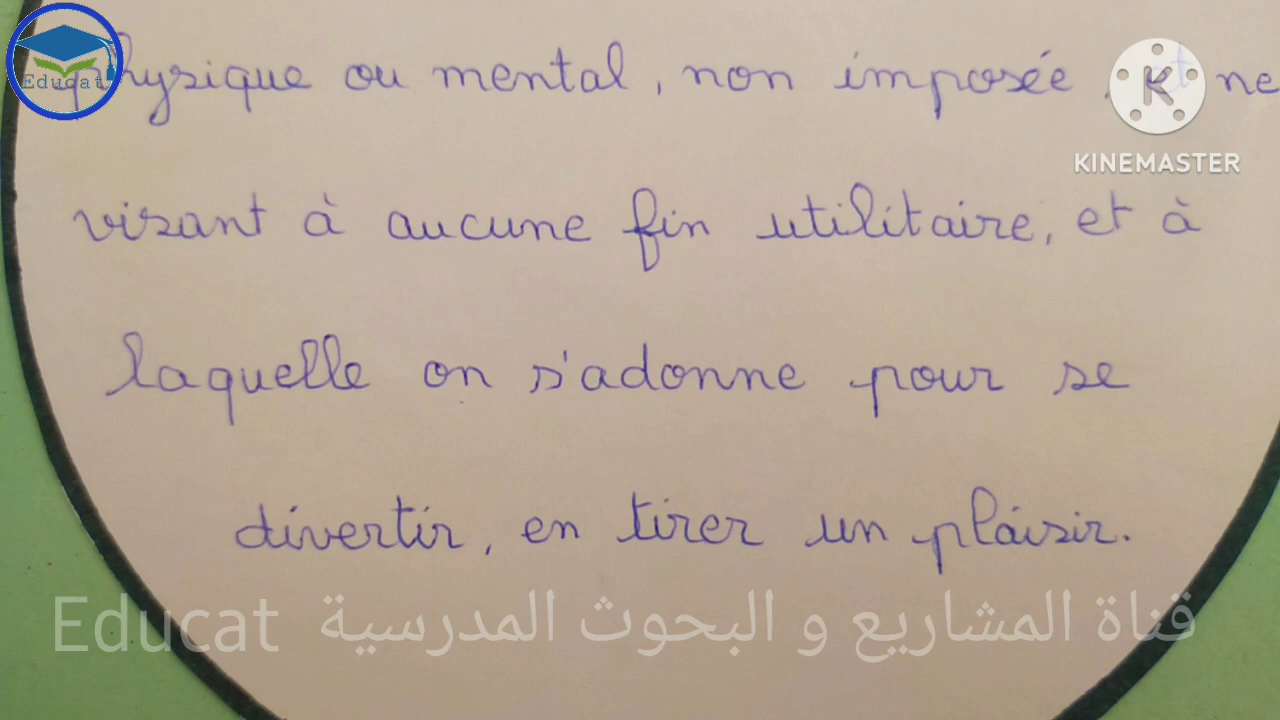 Educat
physique ou mental, non imposée, et ne
K
KINEMASTER
visant à aucune fin utilitaire, et à
laquelle on s'adonne pour se
divertir, en tirer un plaisir.
Educat قناة المشاريع و البحوث المدرسية